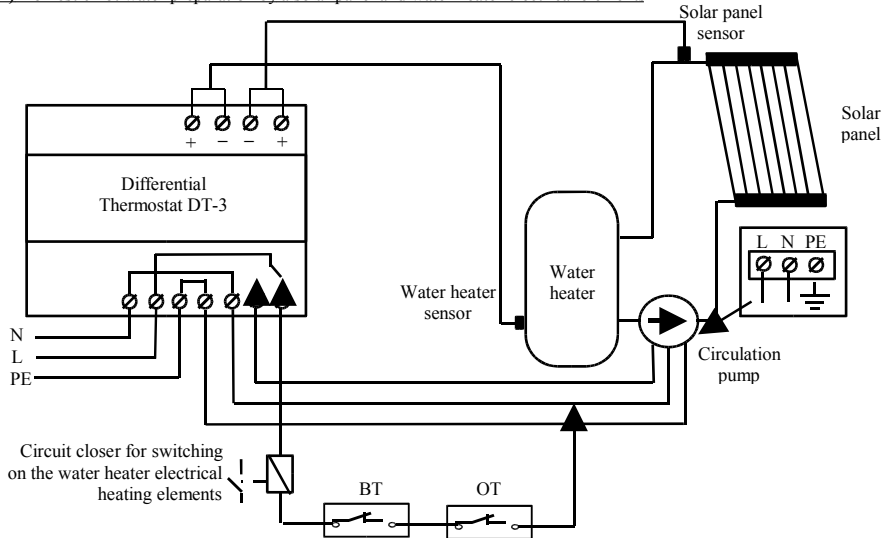 Solar panel
sensor
Solar
panel
+ – – +
Differential
Thermostat DT-3
L N PE
Water
heater
Water heater
sensor
N
L
PE
Circulation
pump
Circuit closer for switching
on the water heater electrical
heating elements
BT
OT